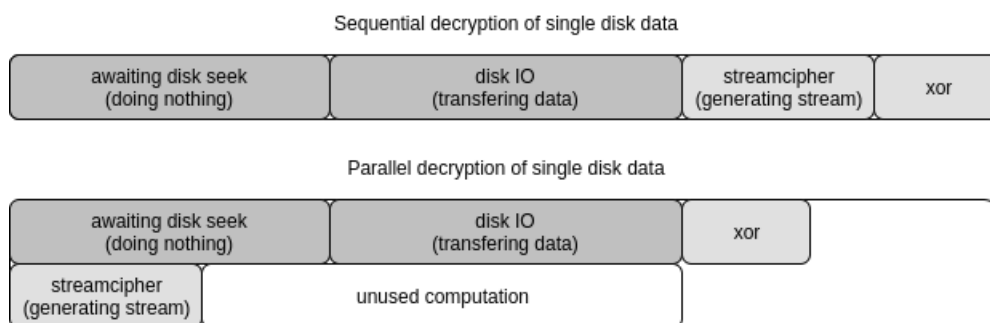 Sequential decryption of single disk data
awaiting disk seek
(doing nothing)
disk IO
(transfering data)
streamcipher
(generating stream)
xor
Parallel decryption of single disk data
awaiting disk seek
(doing nothing)
disk IO
(transfering data)
xor
streamcipher
(generating stream)
unused computation